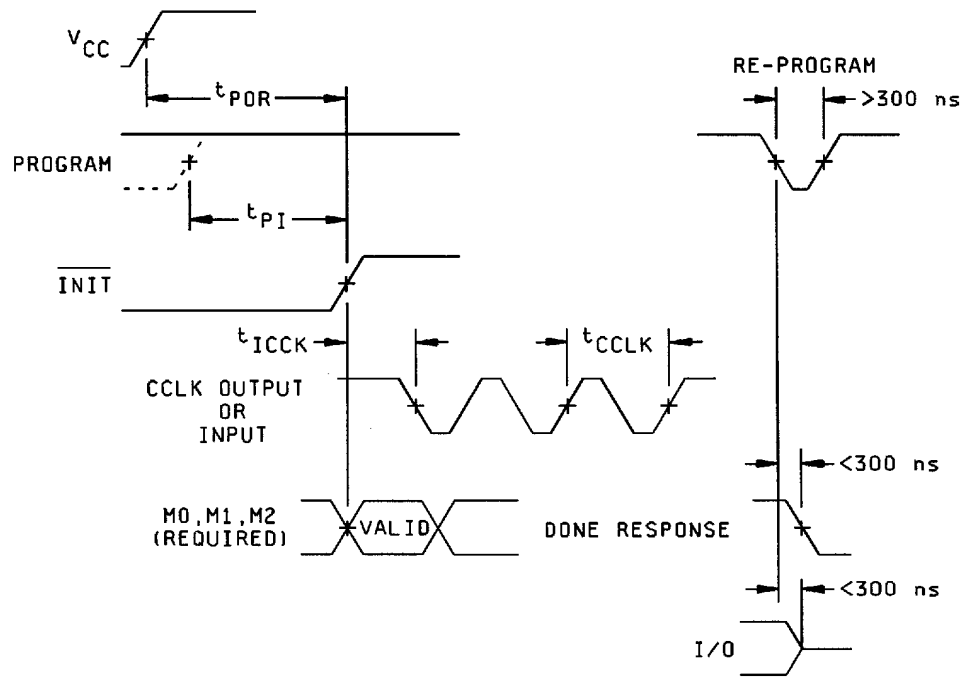 VCC
RE-PROGRAM
tPOR
>300 ns
PROGRAM
tPI
INIT
tICCK
tCCLK
CCLK OUTPUT
OR
INPUT
<300 ns
M0,M1,M2
(REQUIRED)
VALID
DONE RESPONSE
<300 ns
I/O